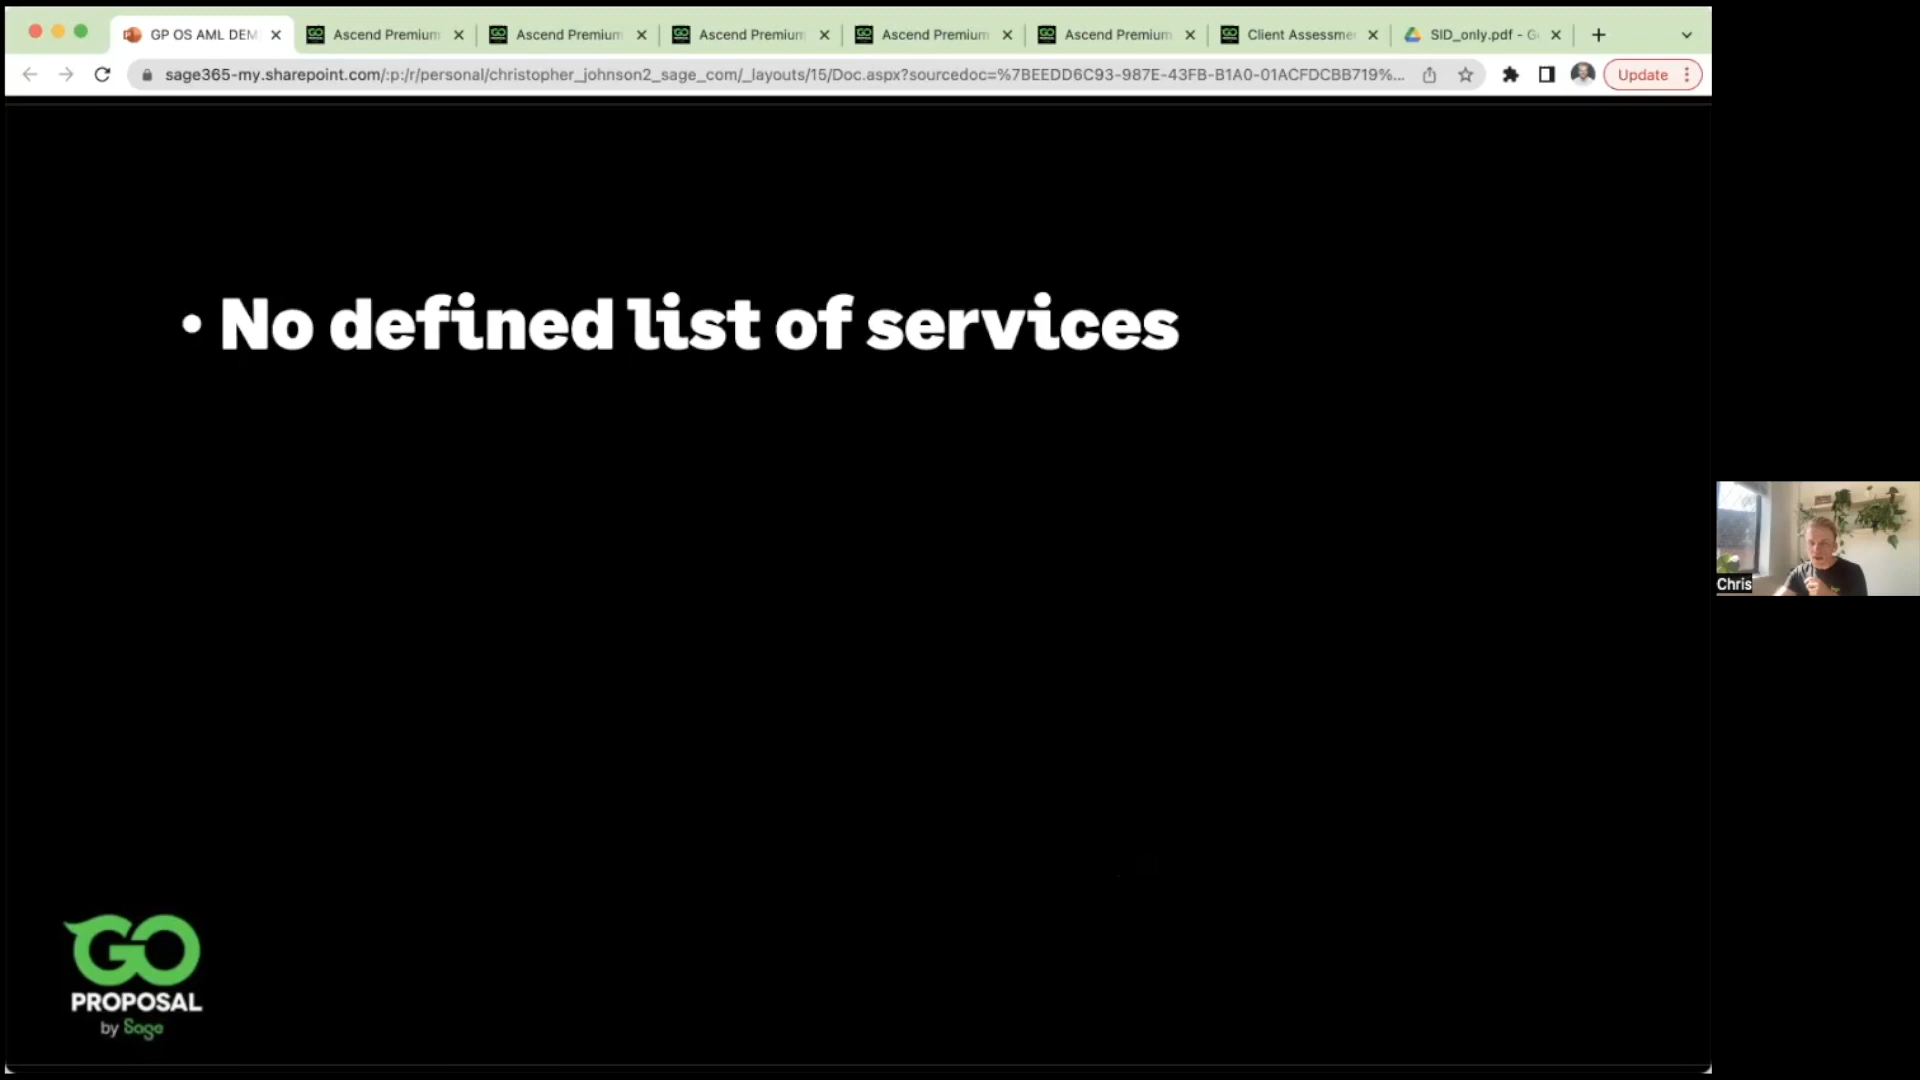 GP OS AML DEM
Ascend Premium
Ascend Premium
Ascend Premium
Ascend Premium
Ascend Premium
Client Assessme
SID_only.pdf - G
sage365-my.sharepoint.com/:p:/r/personal/christopher_johnson2_sage_com/_layouts/15/Doc.aspx?sourcedoc=%7BEEDD6C93-987E-43FB-B1A0-01ACFDCBB719%...
Update
• No defined list of services
Chris
GO
PROPOSAL
by Sage